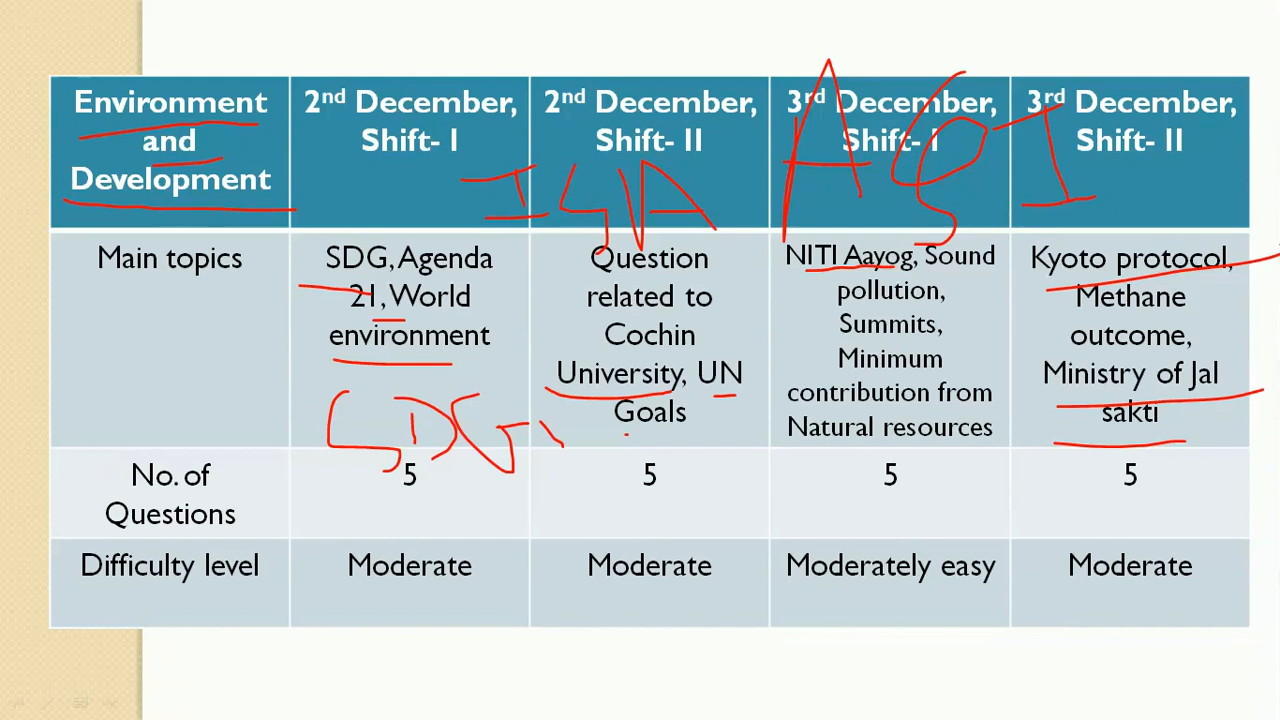 Environment and Development
2nd December, Shift- I
2nd December, Shift- II
3rd December, Shift-I
3rd December, Shift- II
Main topics
SDG, Agenda
21, World
environment
Question
related to
Cochin
University, UN
Goals
NITI Aayog, Sound
pollution,
Summits,
Minimum
contribution from
Natural resources
Kyoto protocol,
Methane
outcome,
Ministry of Jal
sakti
No. of
Questions
5
5
5
5
Difficulty level
Moderate
Moderate
Moderately easy
Moderate